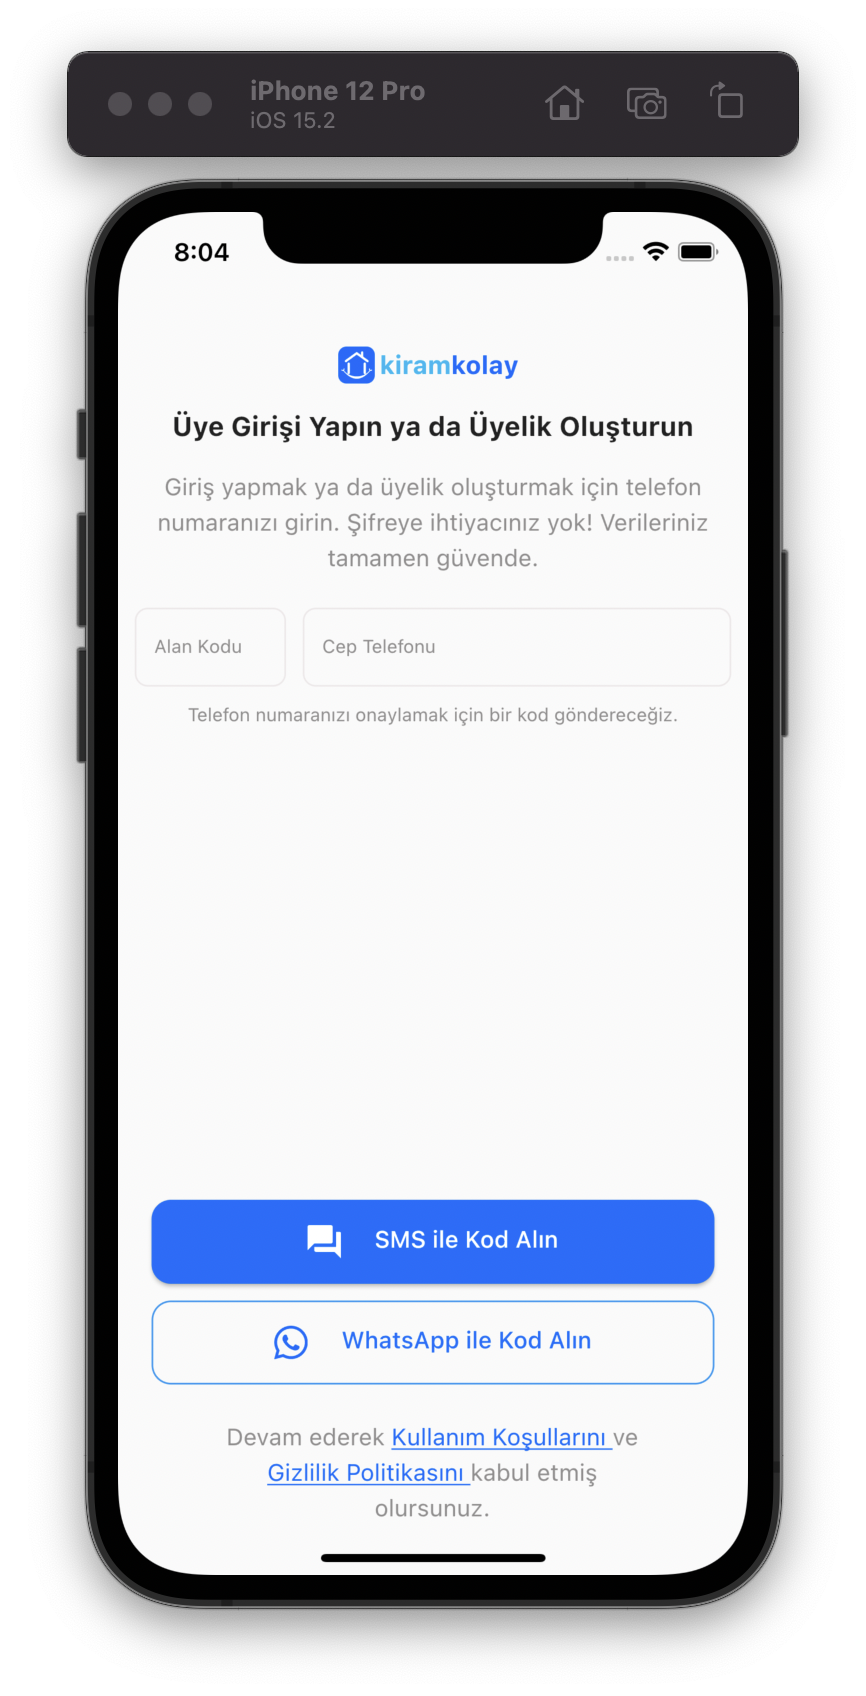 iPhone 12 Pro
iOS 15.2
8:04
kiramkolay
Üye Girişi Yapın ya da Üyelik Oluşturun
Giriş yapmak ya da üyelik oluşturmak için telefon
numaranızı girin. Şifreye ihtiyacınız yok! Verileriniz
tamamen güvende.
Alan Kodu
Cep Telefonu
Telefon numaranızı onaylamak için bir kod göndereceğiz.
SMS ile Kod Alın
WhatsApp ile Kod Alın
Devam ederek Kullanım Koşullarını ve
Gizlilik Politikasını kabul etmiş
olursunuz.